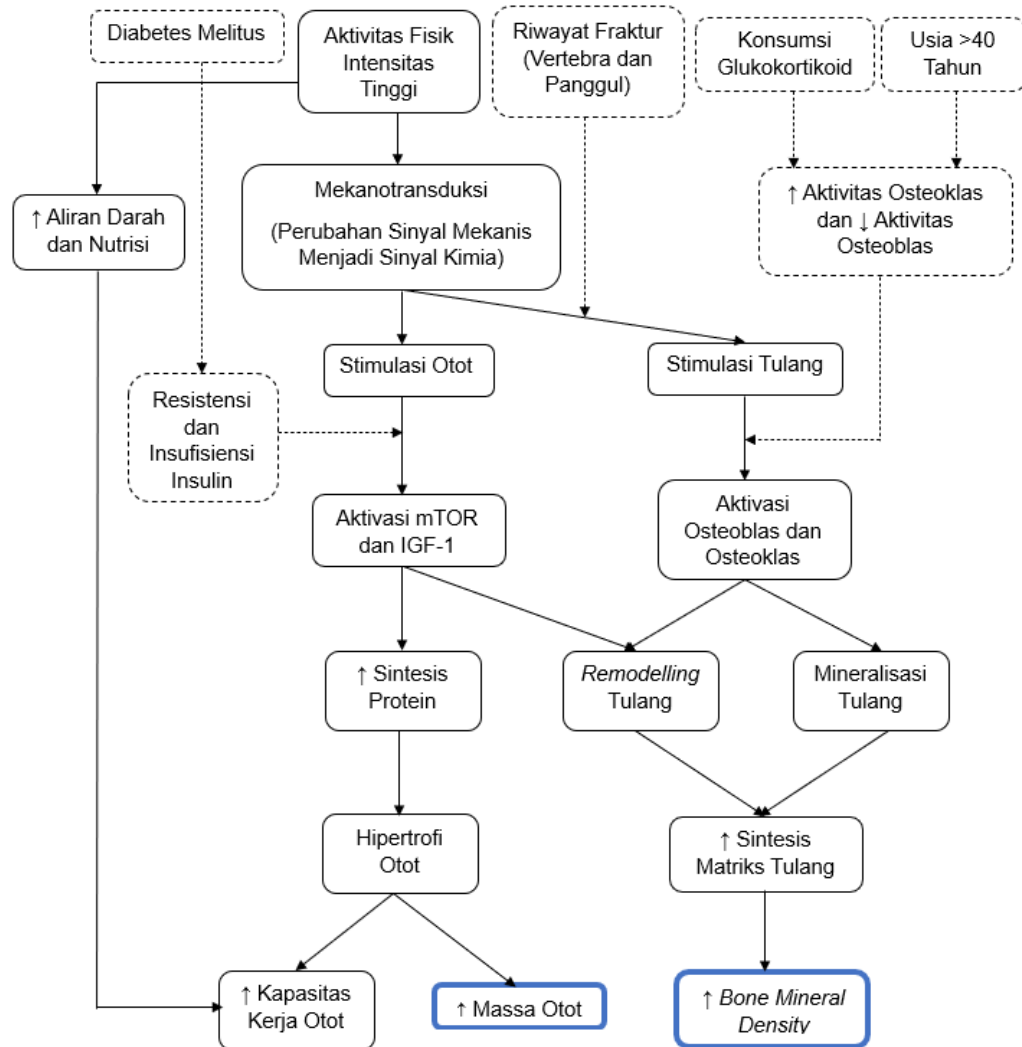 Diabetes Melitus
Aktivitas Fisik
Intensitas
Tinggi
Riwayat Fraktur
(Vertebra dan
Panggul)
Konsumsi
Glukokortikoid
Usia >40
Tahun
↑ Aliran Darah
dan Nutrisi
Mekanotransduksi
(Perubahan Sinyal Mekanis
Menjadi Sinyal Kimia)
↑ Aktivitas Osteoklas
dan ↓ Aktivitas
Osteoblas
Stimulasi Otot
Stimulasi Tulang
Resistensi
dan
Insufisiensi
Insulin
Aktivasi mTOR
dan IGF-1
Aktivasi
Osteoblas dan
Osteoklas
↑ Sintesis
Protein
Remodelling
Tulang
Mineralisasi
Tulang
Hipertrofi
Otot
↑ Sintesis
Matriks Tulang
↑ Kapasitas
Kerja Otot
↑ Massa Otot
↑ Bone Mineral
Density